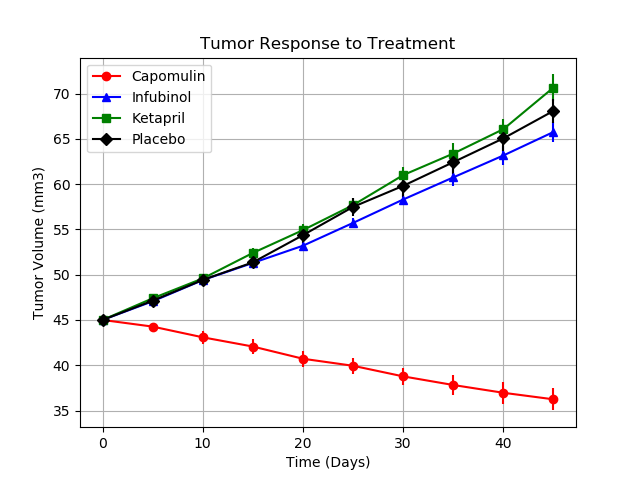 Tumor Response to Treatment
Capomulin
Infubinol
Ketapril
Placebo
Tumor Volume (mm3)
70
65
60
55
50
45
40
35
0 10 20 30 40
Time (Days)